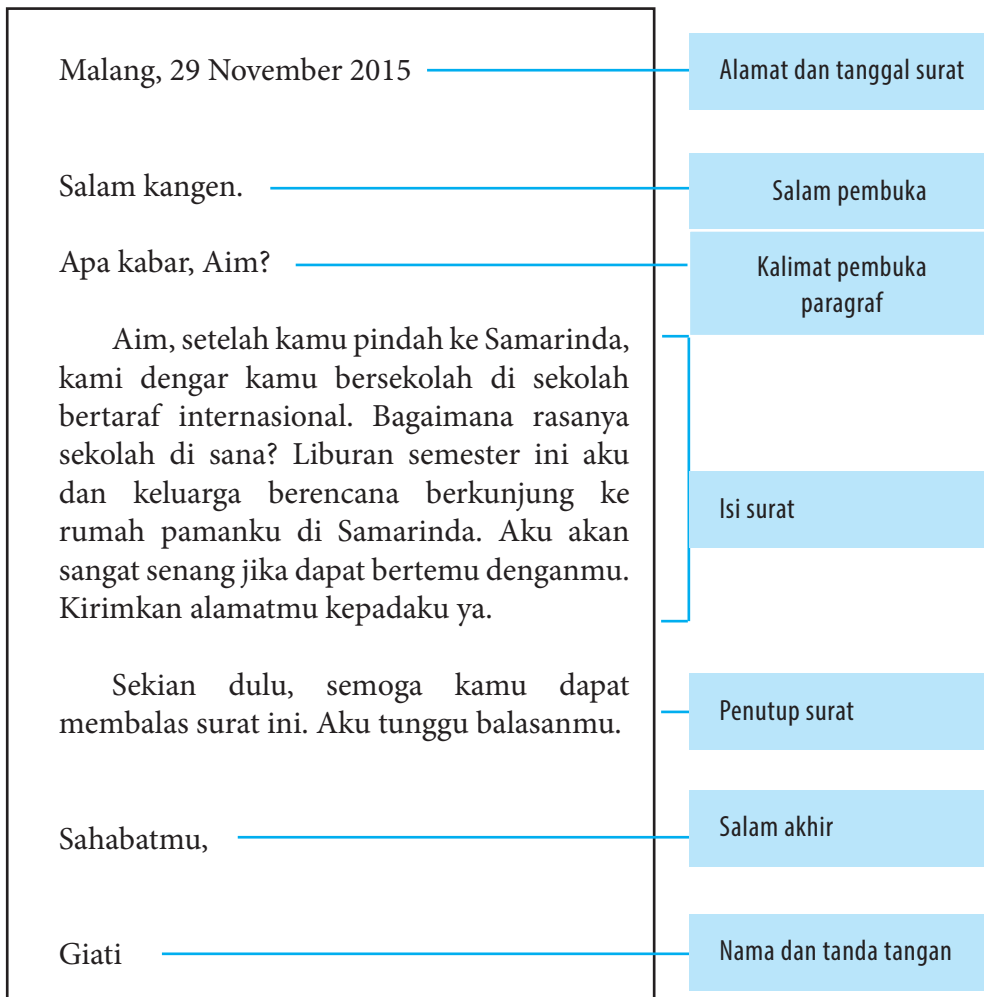 Malang, 29 November 2015
Alamat dan tanggal surat
Salam kangen.
Salam pembuka
Apa kabar, Aim?
Kalimat pembuka
paragraf
Aim, setelah kamu pindah ke Samarinda,
kami dengar kamu bersekolah di sekolah
bertaraf internasional. Bagaimana rasanya
sekolah di sana? Liburan semester ini aku
dan keluarga berencana berkunjung ke
rumah pamanku di Samarinda. Aku akan
sangat senang jika dapat bertemu denganmu.
Kirimkan alamatmu kepadaku ya.
Isi surat
Sekian dulu, semoga kamu dapat
membalas surat ini. Aku tunggu balasanmu.
Penutup surat
Sahabatmu,
Salam akhir
Giati
Nama dan tanda tangan